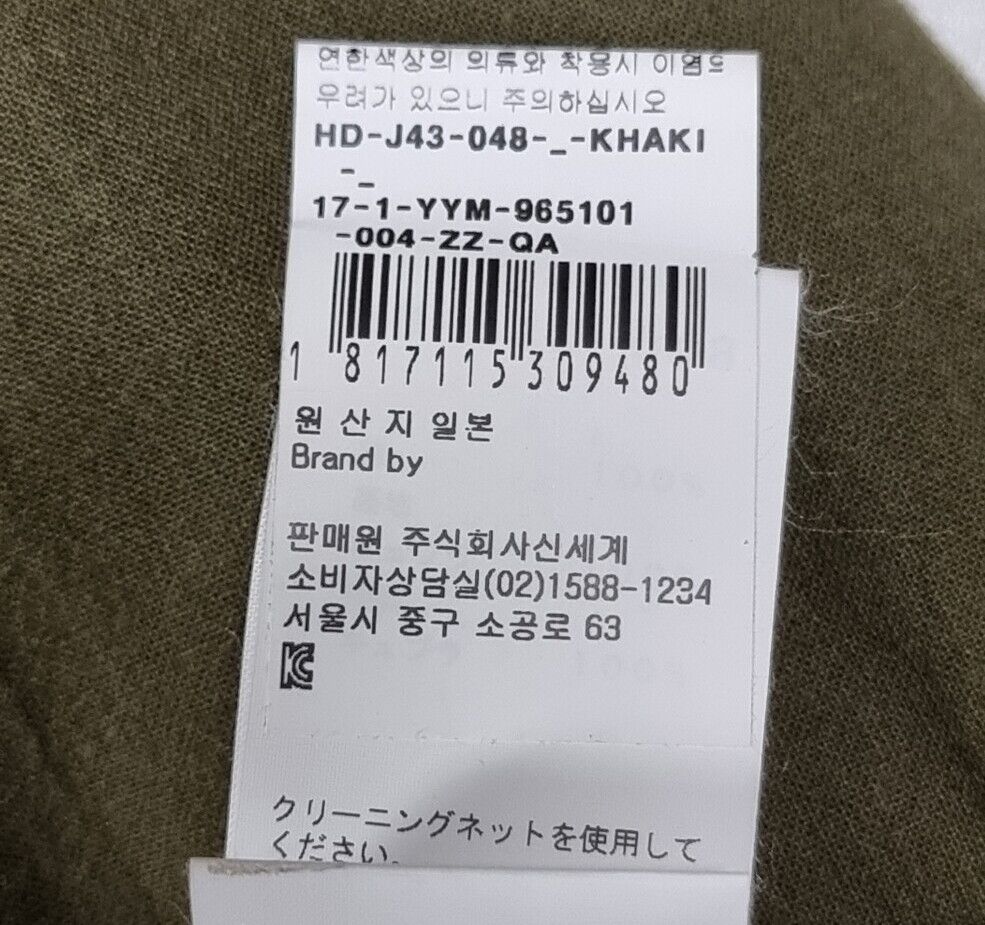 연한색상의 의류와 착용시 이염으
우려가 있으니 주의하십시오
HD-J43-048-_-KHAKI
-_
17-1-YYM-965101
-004-ZZ-QA
1 817115 309480
원 산 지 일본
Brand by
판매원 주식회사신세계
소비자상담실(02)1588-1234
서울시 중구 소공로 63
KC
クリーニングネットを使用して
ください。